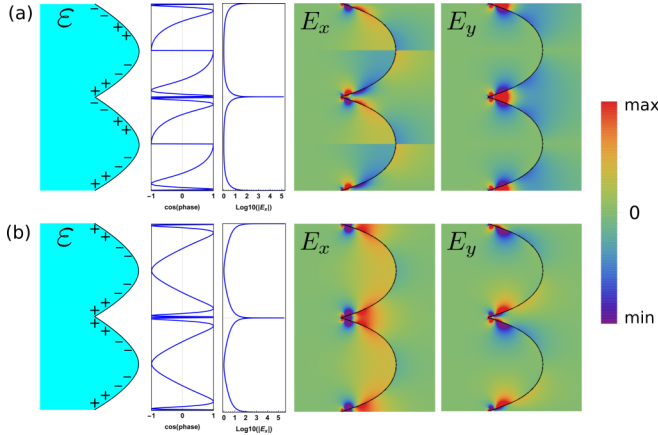 (a)
ε
E_x
E_y
−1 0 1
cos(phase)
0 1 2 3 4 5
Log10(|E_x|)
max
0
min
(b)
ε
E_x
E_y
−1 0 1
cos(phase)
0 1 2 3 4 5
Log10(|E_x|)